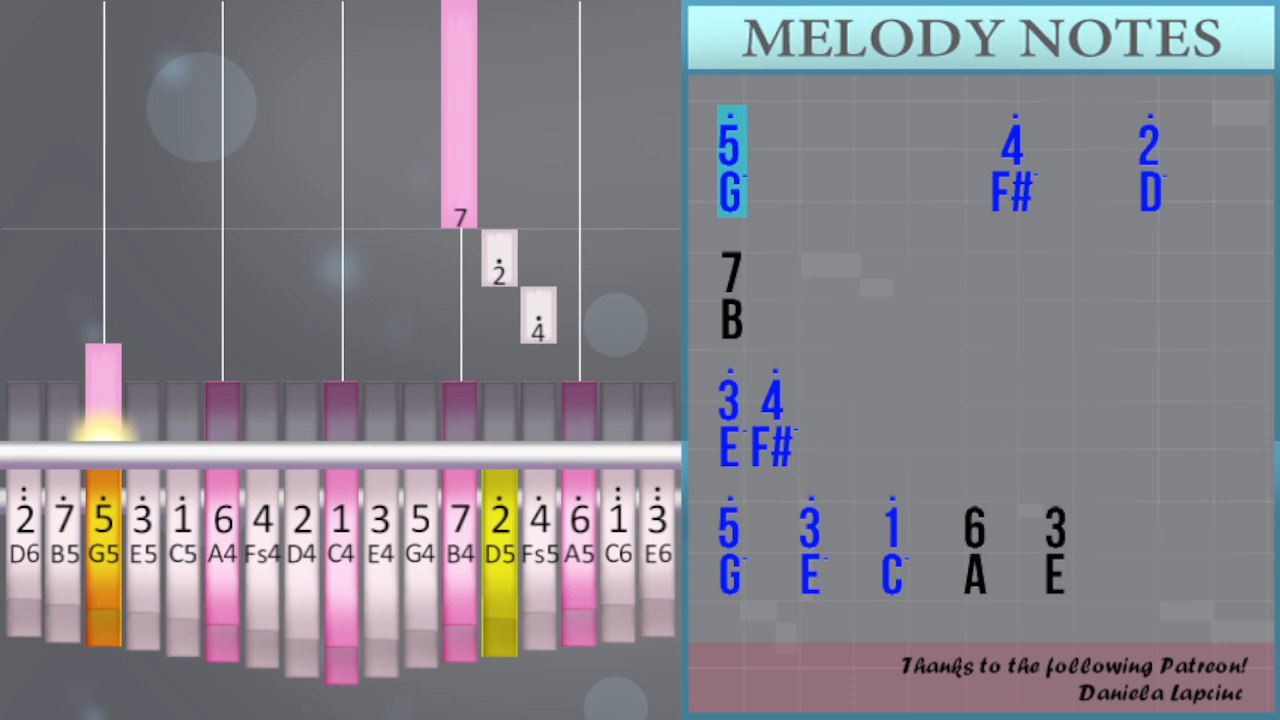 MELODY NOTES
5̇ 4̇ 2̇
G˙ F#˙ D˙
7
B
3̇ 4̇
E˙ F#˙
5̇ 3̇ 1̇ 6 3
G˙ E˙ C˙ A E
7
2̇
4̇
2̈ 7̇ 5̇ 3̇ 1̇ 6 4 2 1 3 5 7 2̇ 4̇ 6̇ 1̈ 3̈
D6 B5 G5 E5 C5 A4 Fs4 D4 C4 E4 G4 B4 D5 Fs5 A5 C6 E6
Thanks to the following Patreon!
Daniela Lapciuc